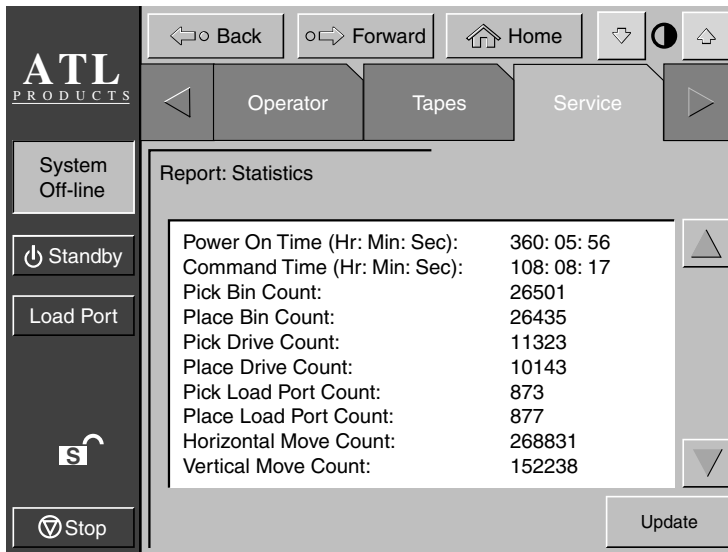 Back Forward Home
ATL
PRODUCTS
Operator Tapes Service
System
Off-line
Report: Statistics
Standby
Load Port
Power On Time (Hr: Min: Sec): 360: 05: 56
Command Time (Hr: Min: Sec): 108: 08: 17
Pick Bin Count: 26501
Place Bin Count: 26435
Pick Drive Count: 11323
Place Drive Count: 10143
Pick Load Port Count: 873
Place Load Port Count: 877
Horizontal Move Count: 268831
Vertical Move Count: 152238
S
Stop
Update